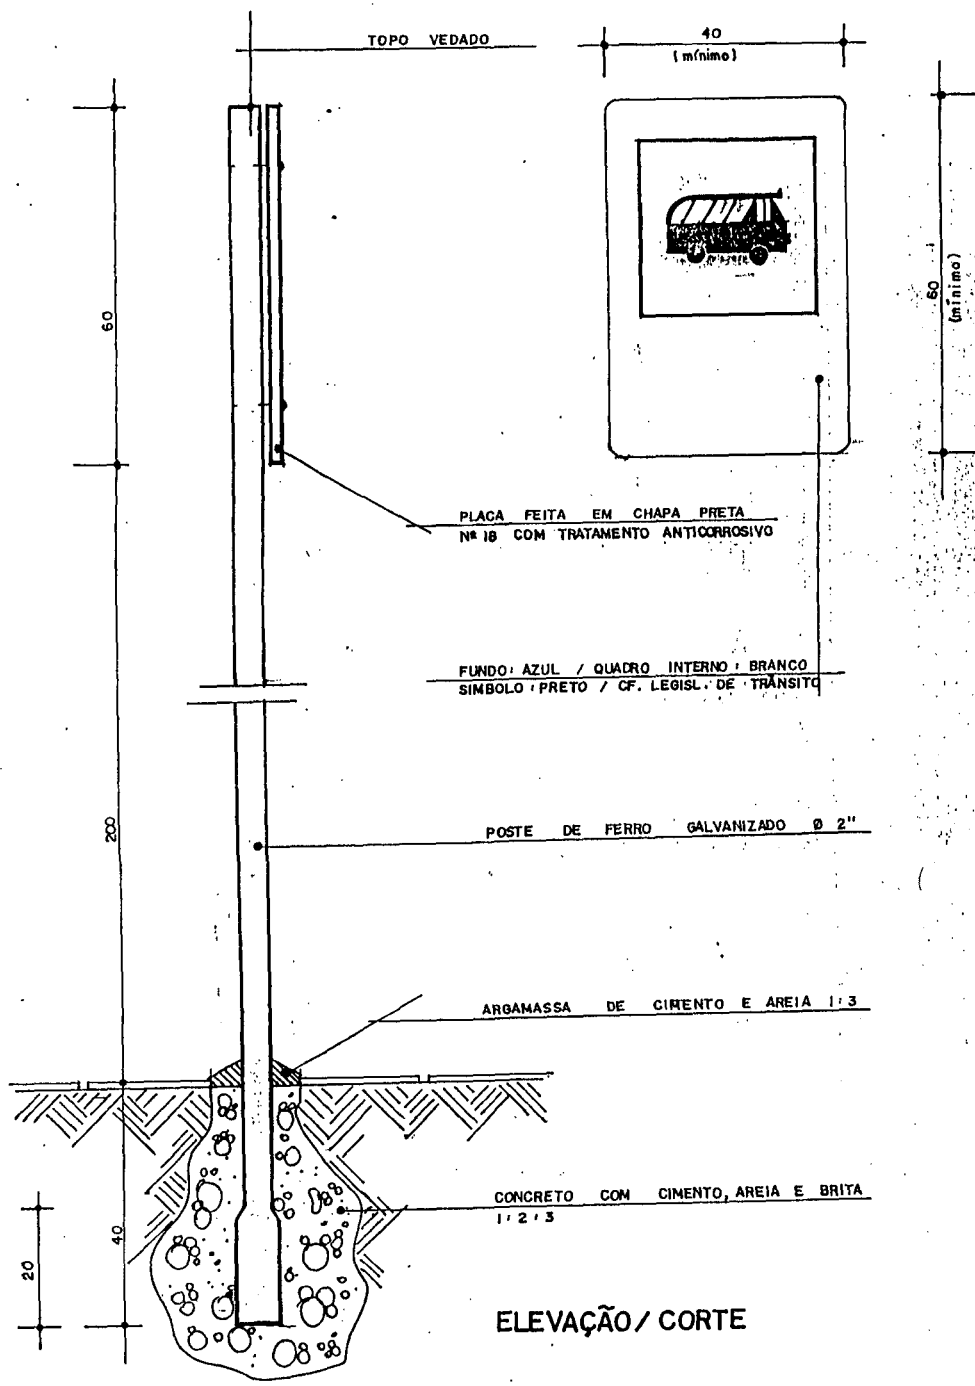 TOPO VEDADO
40
(mínimo)
60
60
(mínimo)
PLACA FEITA EM CHAPA PRETA
Nº 18 COM TRATAMENTO ANTICORROSIVO
FUNDO: AZUL / QUADRO INTERNO: BRANCO
SIMBOLO: PRETO / CF. LEGISL. DE TRÂNSITO
200
POSTE DE FERRO GALVANIZADO Ø 2"
ARGAMASSA DE CIMENTO E AREIA 1:3
CONCRETO COM CIMENTO, AREIA E BRITA
1:2:3
40
20
ELEVAÇÃO/CORTE